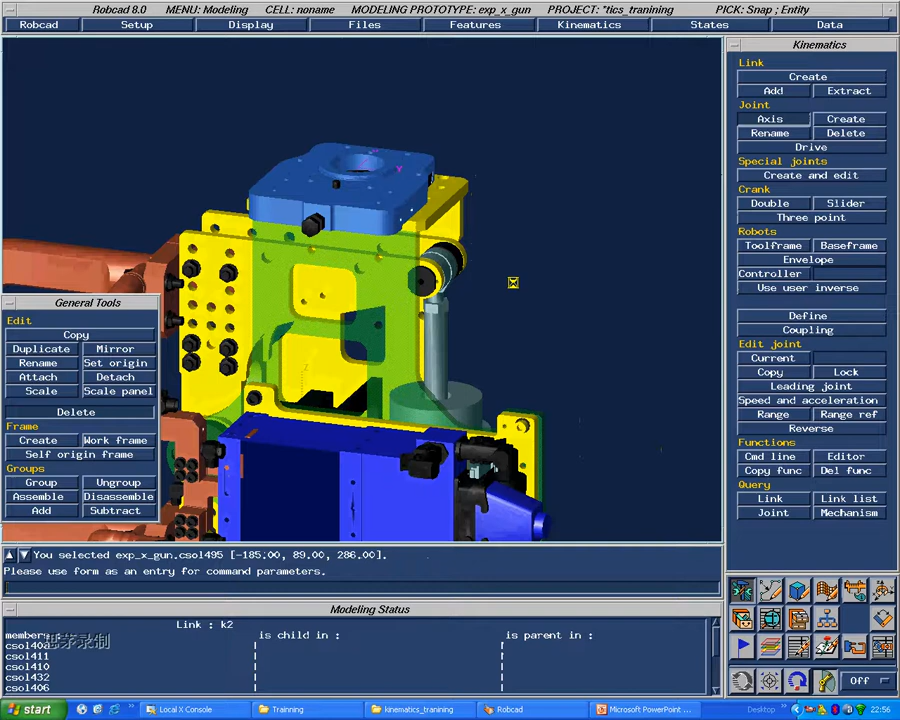 Robcad 8.0 MENU: Modeling CELL: noname MODELING PROTOTYPE: exp_x_gun PROJECT: "tics_tranining PICK: Snap ; Entity
Robcad Setup Display Files Features Kinematics States Data
Kinematics
Link
Create
Add Extract
Joint
Axis Create
Rename Delete
Drive
Special joints
Create and edit
Crank
Double Slider
Three point
Robots
Toolframe Baseframe
Envelope
Controller
Use user inverse
Define
Coupling
Edit joint
Current
Copy Lock
Leading joint
Speed and acceleration
Range Range ref
Reverse
Functions
Cmd line Editor
Copy func Del func
Query
Link Link list
Joint Mechanism
General Tools
Edit
Copy
Duplicate Mirror
Rename Set origin
Attach Detach
Scale Scale panel
Delete
Frame
Create Work frame
Self origin frame
Groups
Group Ungroup
Assemble Disassemble
Add Subtract
You selected exp_x_gun.csol495 [-185.00, 89.00, 286.00].
Please use form as an entry for command parameters.
Modeling Status
Link : k2
members is child in : is parent in :
csol408
csol411
csol410
csol432
csol406
Off
start Local X Console Trainning kinematics_tranining Robcad Microsoft PowerPoint ... Desktop 22:56